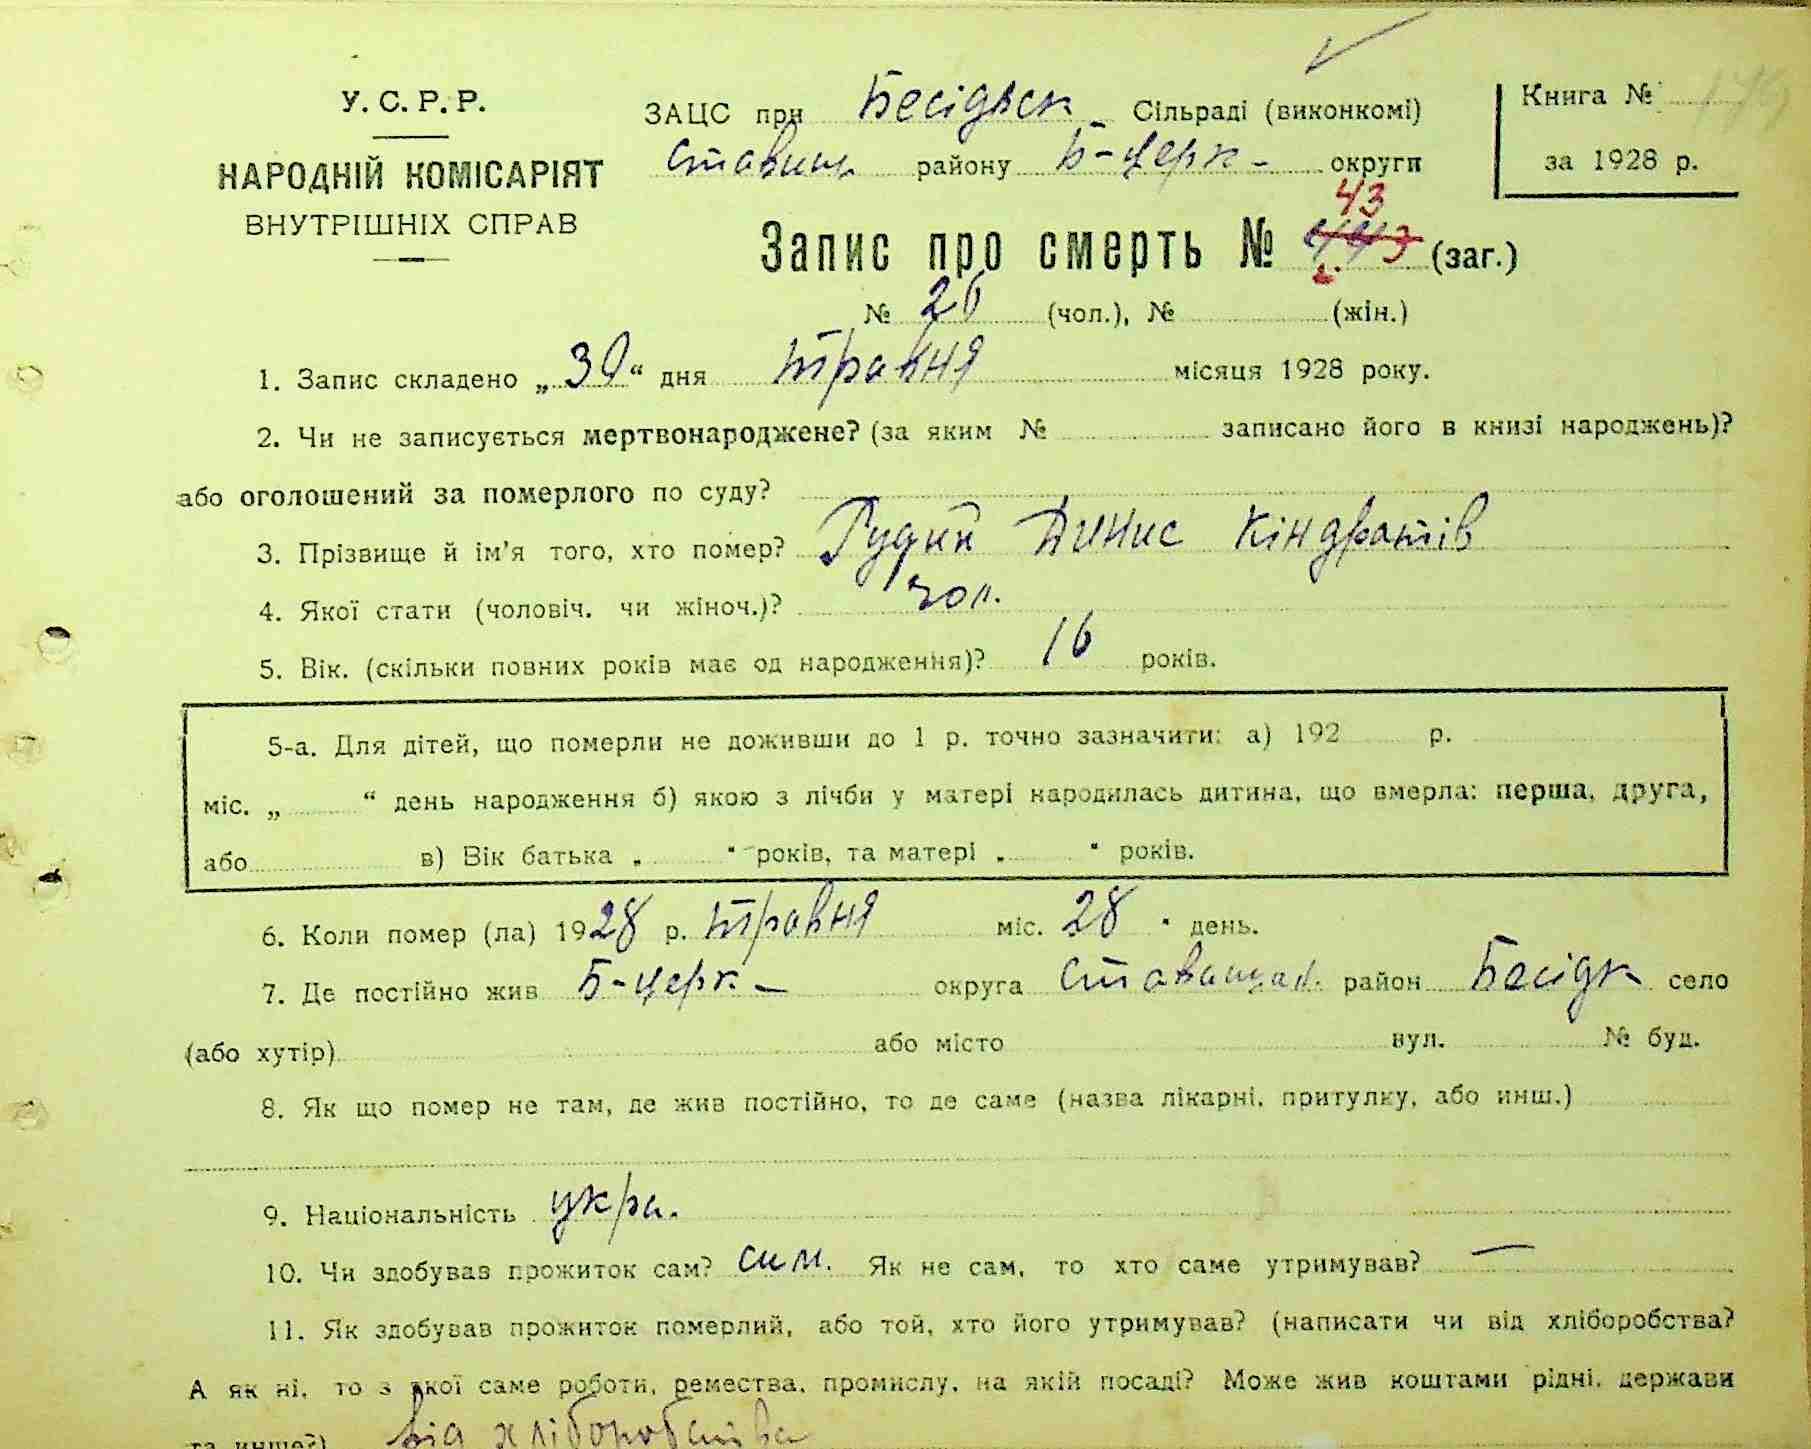 У. С. Р. Р.
НАРОДНІЙ КОМІСАРІЯТ
ВНУТРІШНІХ СПРАВ
ЗАЦС при Бесідвск Сільраді (виконкомі)
Ставищ району Б-церк- округи
Книга №
за 1928 р.
43
Запис про смерть № (заг.)
№ 26 (чол.), № (жін.)
1. Запис складено „30“ дня травня місяця 1928 року.
2. Чи не записується мертвонароджене? (за яким № записано його в книзі народжень)?
або оголошений за померлого по суду?
3. Прізвище й ім'я того, хто помер? Рудий Динис Кіндратів
4. Якої стати (чоловіч. чи жіноч.)? чол.
5. Вік. (скільки повних років має од народження)? 16 років.
5-а. Для дітей, що померли не доживши до 1 р. точно зазначити: а) 192 р.
міс. „ “ день народження б) якою з лічби у матері народилась дитина, що вмерла: перша, друга,
або в) Вік батька „ “ років, та матері „ “ років.
6. Коли помер (ла) 1928 р. травня міс. 28 день.
7. Де постійно жив Б-церк- округа Ставищан. район Бесідк село
(або хутір) або місто вул. № буд.
8. Як що помер не там, де жив постійно, то де саме (назва лікарні, притулку, або инш.)
9. Національність укра.
10. Чи здобував прожиток сам? сам. Як не сам, то хто саме утримував? —
11. Як здобував прожиток померлий, або той, хто його утримував? (написати чи від хліборобства?
А як ні, то з якої саме роботи, ремества, промислу, на якій посаді? Може жив коштами рідні, держави
та инше?) від хліборобства